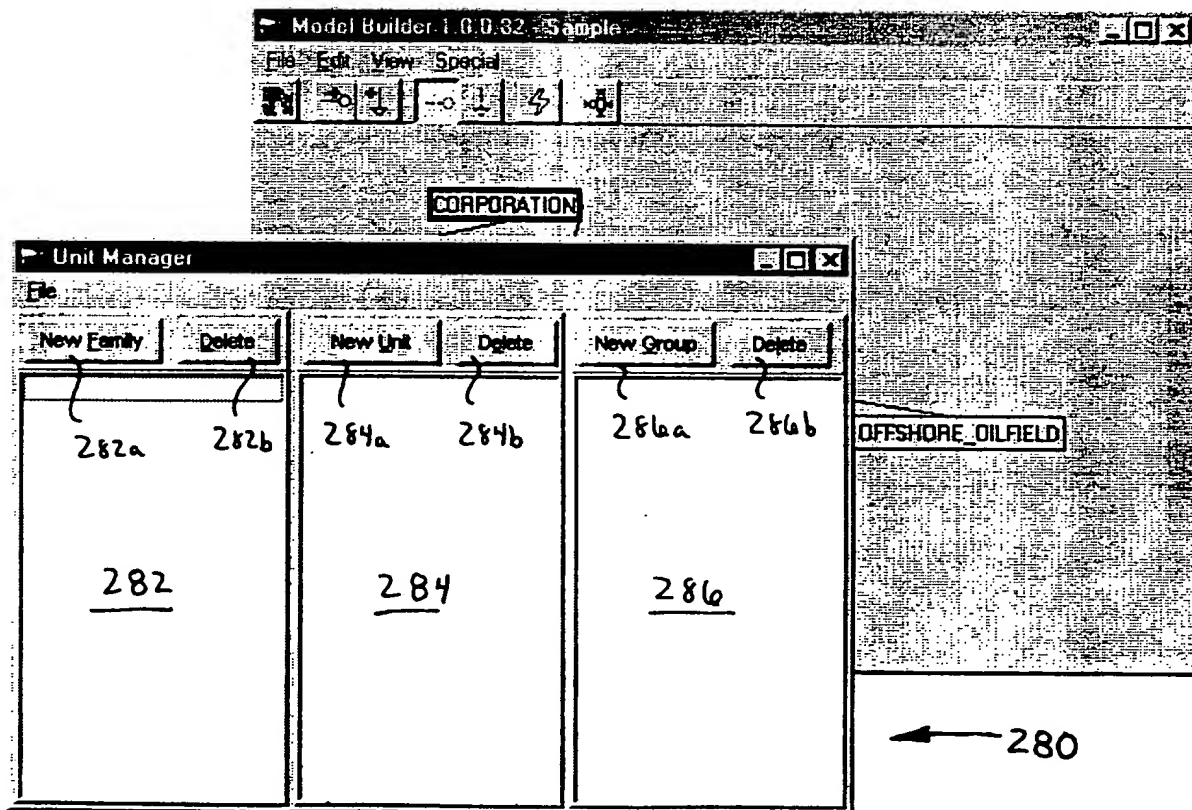 Model Builder 1.0.0.82 - Sample
File Edit View Special
CORPORATION
Unit Manager
File
New Family Delete New Unit Delete New Group Delete
282a 282b 284a 284b 286a 286b
OFFSHORE_OILFIELD
282 284 286
280